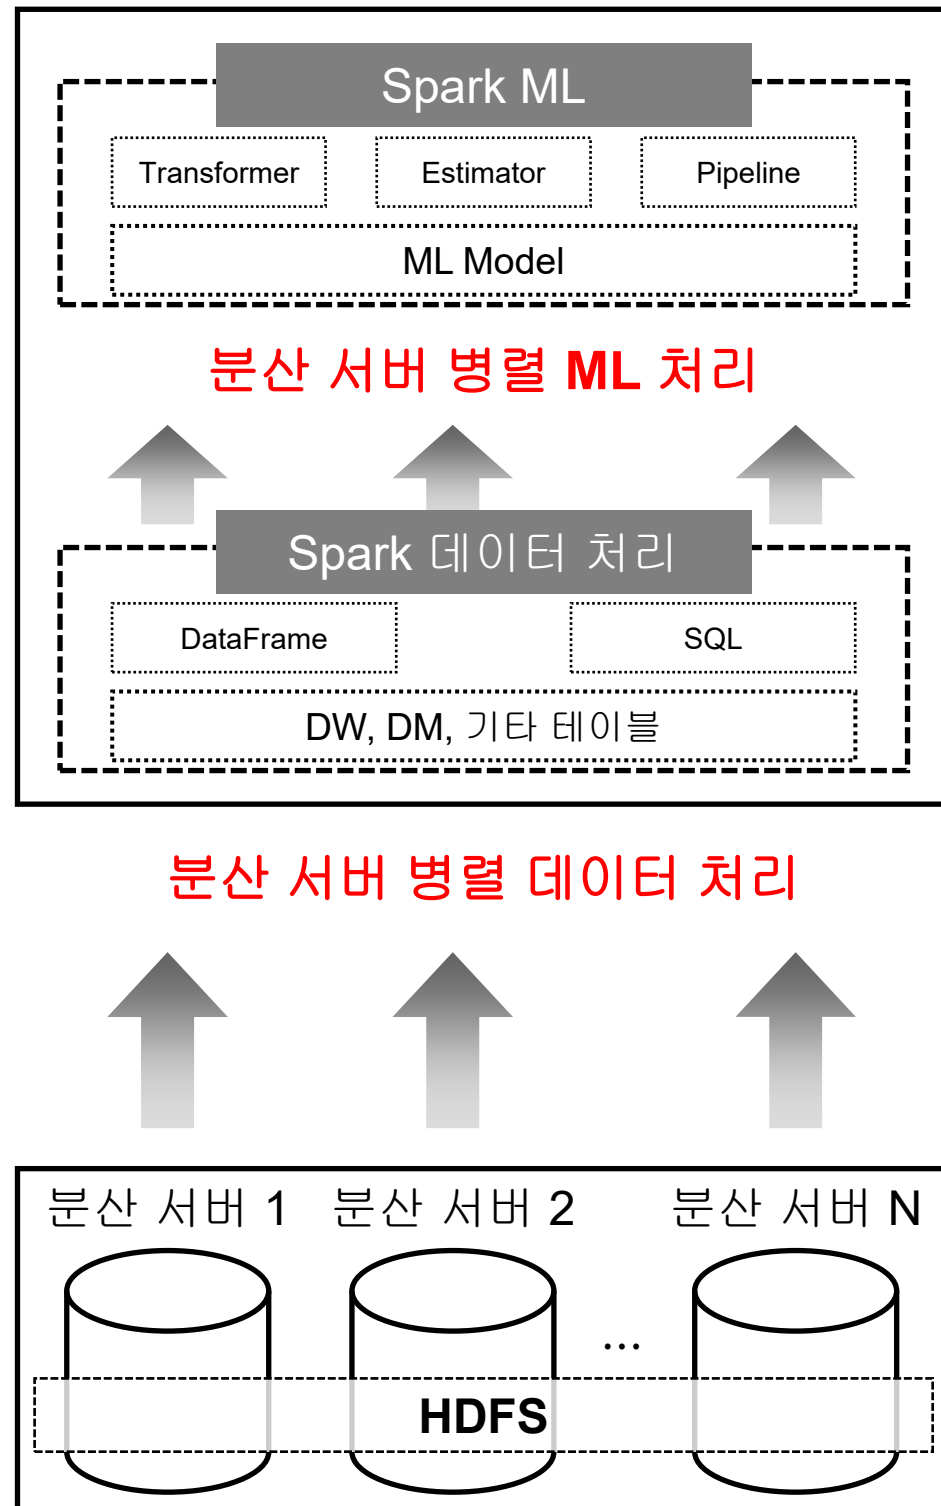 Spark ML
Transformer Estimator Pipeline
ML Model
분산 서버 병렬 ML 처리
Spark 데이터 처리
DataFrame SQL
DW, DM, 기타 테이블
분산 서버 병렬 데이터 처리
분산 서버 1 분산 서버 2 분산 서버 N
...
HDFS